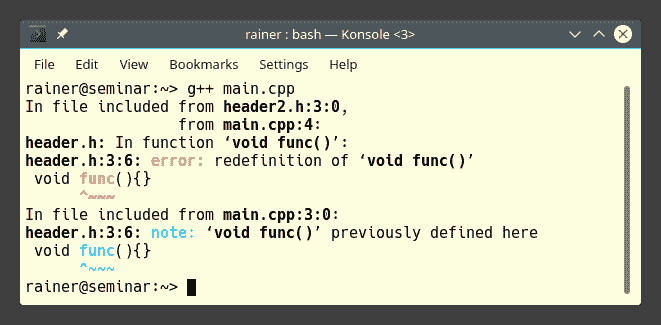 rainer : bash — Konsole <3>
File Edit View Bookmarks Settings Help
rainer@seminar:~> g++ main.cpp
In file included from header2.h:3:0,
                 from main.cpp:4:
header.h: In function ‘void func()’:
header.h:3:6: error: redefinition of ‘void func()’
 void func(){}
      ^~~~
In file included from main.cpp:3:0:
header.h:3:6: note: ‘void func()’ previously defined here
 void func(){}
      ^~~~
rainer@seminar:~>